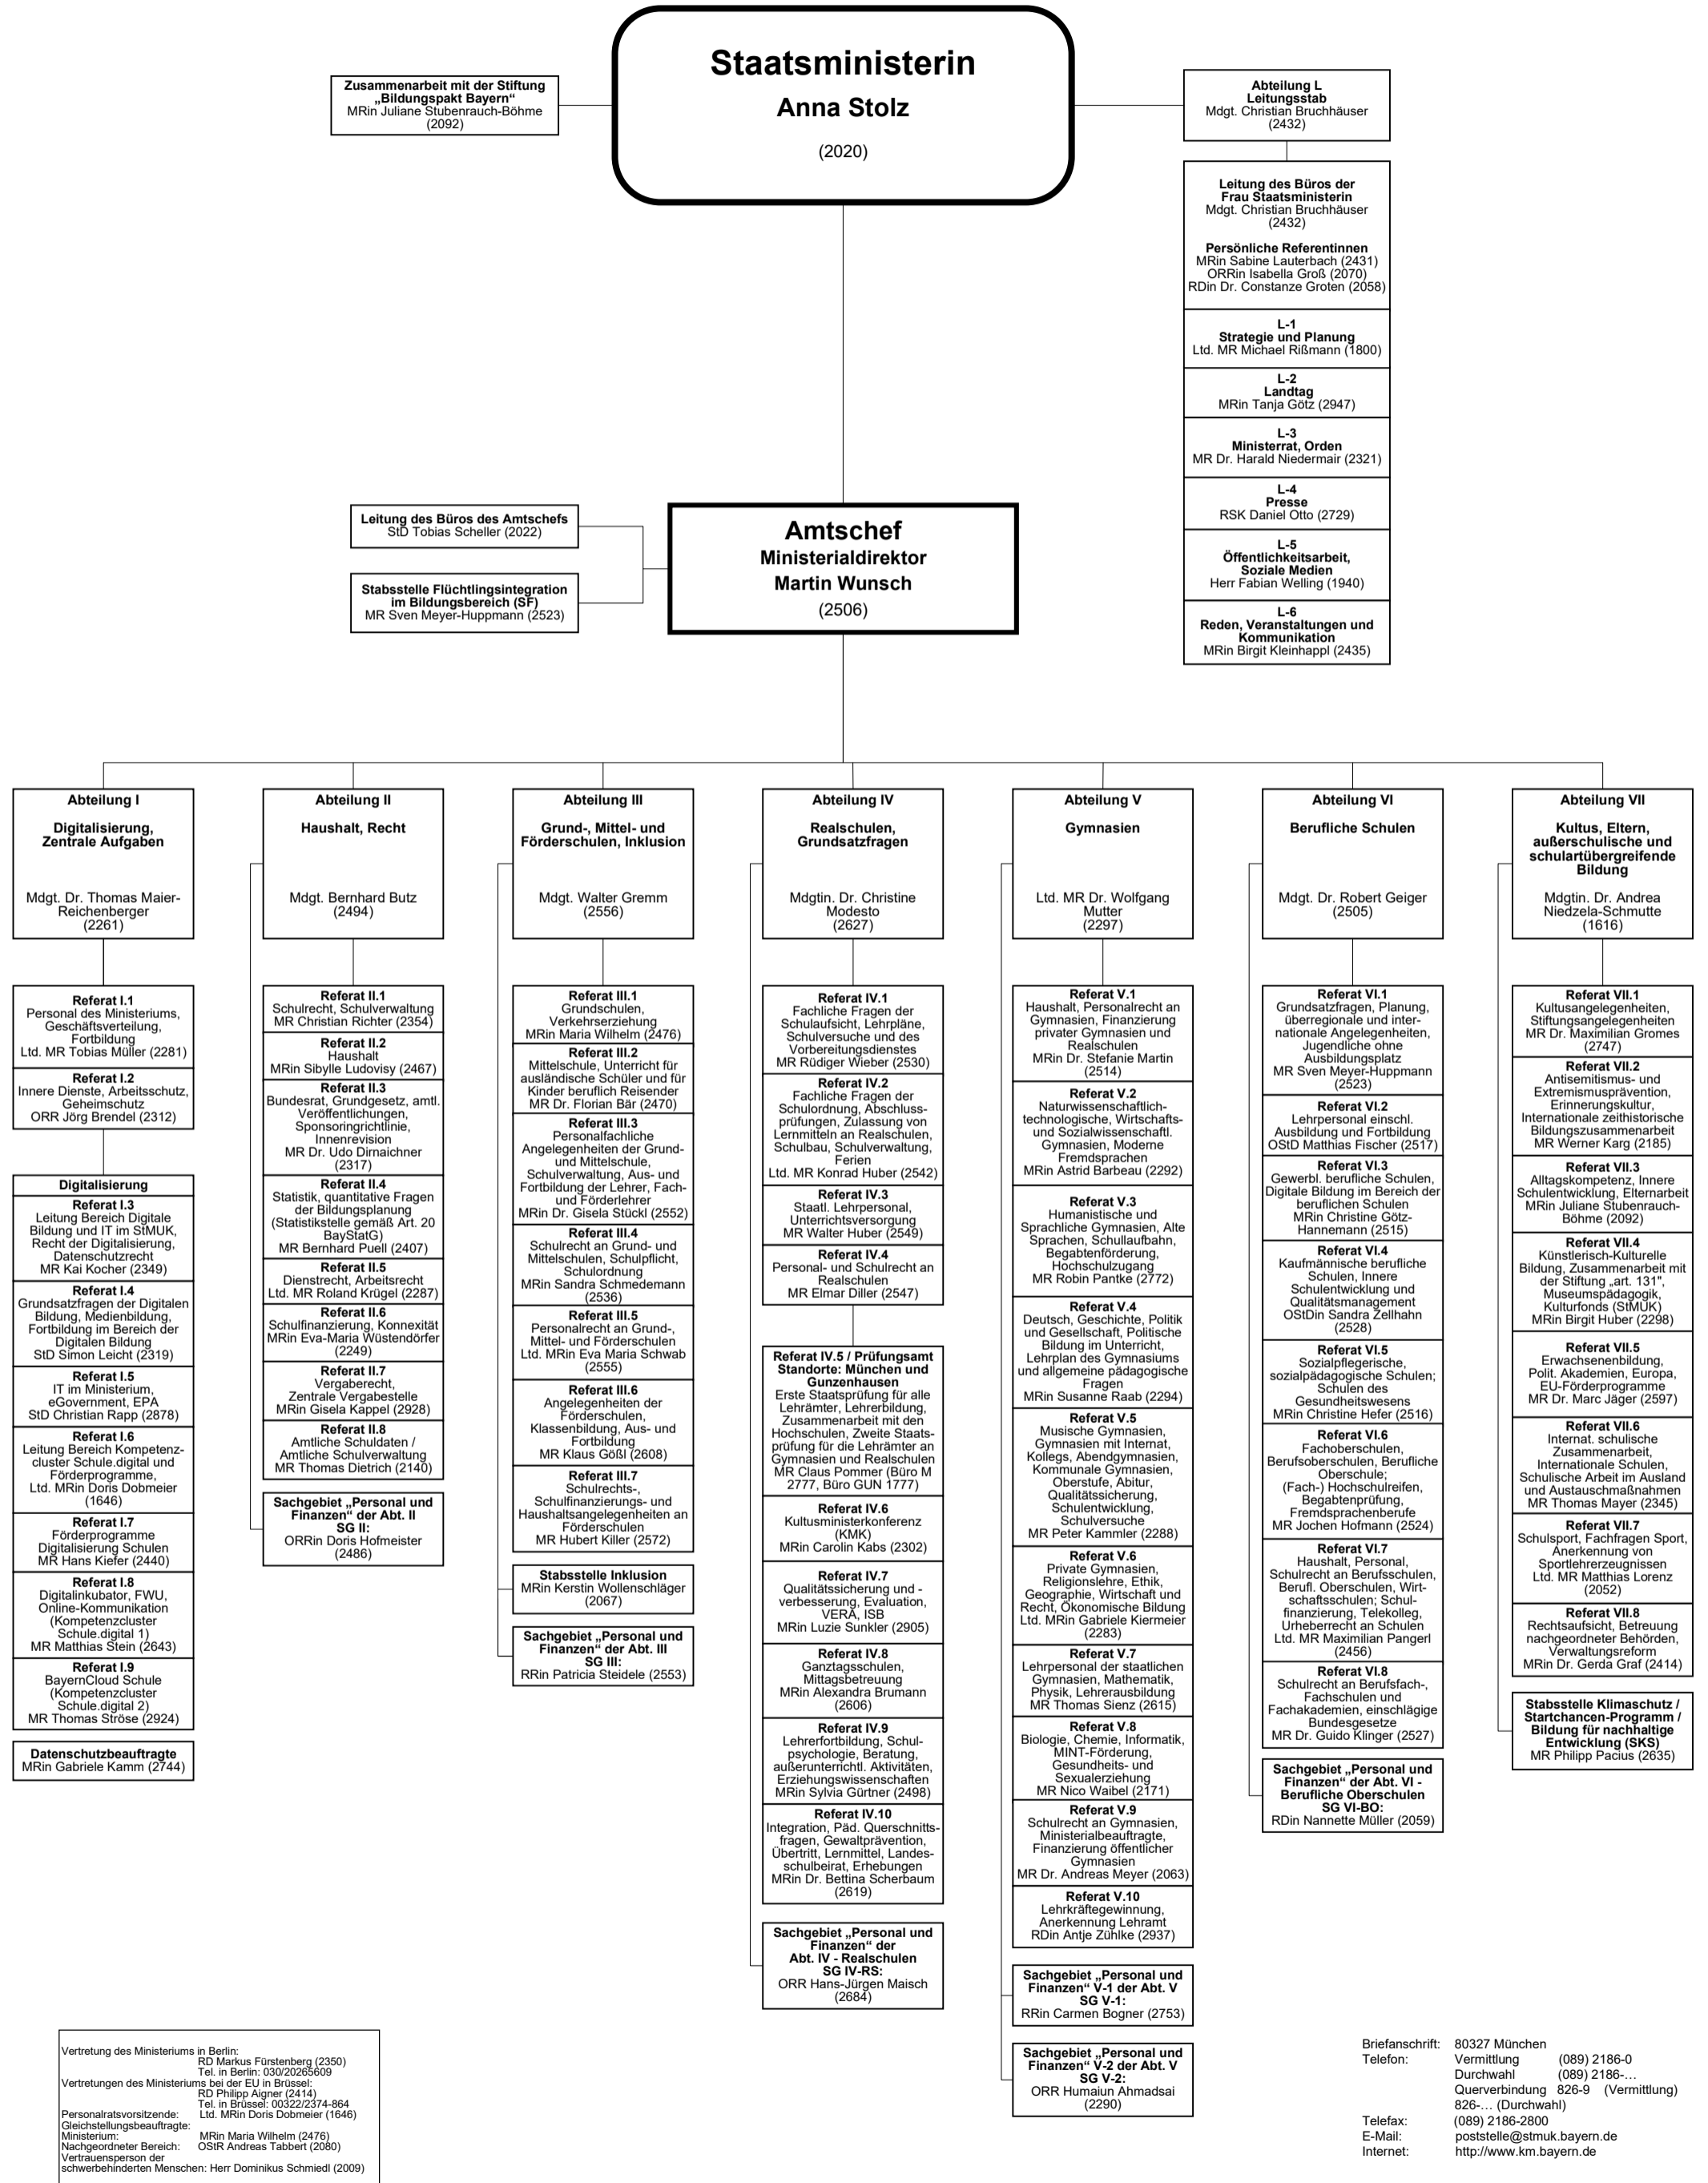 Staatsministerin
Anna Stolz
(2020)
Zusammenarbeit mit der Stiftung
„Bildungspakt Bayern“
MRin Juliane Stubenrauch-Böhme
(2092)
Abteilung L
Leitungsstab
Mdgt. Christian Bruchhäuser
(2432)
Leitung des Büros der
Frau Staatsministerin
Mdgt. Christian Bruchhäuser
(2432)
Persönliche Referentinnen
MRin Sabine Lauterbach (2431)
ORRin Isabella Groß (2070)
RDin Dr. Constanze Groten (2058)
L-1
Strategie und Planung
Ltd. MR Michael Rißmann (1800)
L-2
Landtag
MRin Tanja Götz (2947)
L-3
Ministerrat, Orden
MR Dr. Harald Niedermair (2321)
L-4
Presse
RSK Daniel Otto (2729)
L-5
Öffentlichkeitsarbeit,
Soziale Medien
Herr Fabian Welling (1940)
L-6
Reden, Veranstaltungen und
Kommunikation
MRin Birgit Kleinhappl (2435)
Leitung des Büros des Amtschefs
StD Tobias Scheller (2022)
Stabsstelle Flüchtlingsintegration
im Bildungsbereich (SF)
MR Sven Meyer-Huppmann (2523)
Amtschef
Ministerialdirektor
Martin Wunsch
(2506)
Abteilung I
Digitalisierung,
Zentrale Aufgaben
Mdgt. Dr. Thomas Maier-
Reichenberger
(2261)
Referat I.1
Personal des Ministeriums,
Geschäftsverteilung,
Fortbildung
Ltd. MR Tobias Müller (2281)
Referat I.2
Innere Dienste, Arbeitsschutz,
Geheimschutz
ORR Jörg Brendel (2312)
Digitalisierung
Referat I.3
Leitung Bereich Digitale
Bildung und IT im StMUK,
Recht der Digitalisierung,
Datenschutzrecht
MR Kai Kocher (2349)
Referat I.4
Grundsatzfragen der Digitalen
Bildung, Medienbildung,
Fortbildung im Bereich der
Digitalen Bildung
StD Simon Leicht (2319)
Referat I.5
IT im Ministerium,
eGovernment, EPA
StD Christian Rapp (2878)
Referat I.6
Leitung Bereich Kompetenz-
cluster Schule.digital und
Förderprogramme,
Ltd. MRin Doris Dobmeier
(1646)
Referat I.7
Förderprogramme
Digitalisierung Schulen
MR Hans Kiefer (2440)
Referat I.8
Digitalinkubator, FWU,
Online-Kommunikation
(Kompetenzcluster
Schule.digital 1)
MR Matthias Stein (2643)
Referat I.9
BayernCloud Schule
(Kompetenzcluster
Schule.digital 2)
MR Thomas Ströse (2924)
Datenschutzbeauftragte
MRin Gabriele Kamm (2744)
Abteilung II
Haushalt, Recht
Mdgt. Bernhard Butz
(2494)
Referat II.1
Schulrecht, Schulverwaltung
MR Christian Richter (2354)
Referat II.2
Haushalt
MRin Sibylle Ludovisy (2467)
Referat II.3
Bundesrat, Grundgesetz, amtl.
Veröffentlichungen,
Sponsoringrichtlinie,
Innenrevision
MR Dr. Udo Dirnaichner
(2317)
Referat II.4
Statistik, quantitative Fragen
der Bildungsplanung
(Statistikstelle gemäß Art. 20
BayStatG)
MR Bernhard Puell (2407)
Referat II.5
Dienstrecht, Arbeitsrecht
Ltd. MR Roland Krügel (2287)
Referat II.6
Schulfinanzierung, Konnexität
MRin Eva-Maria Wüstendörfer
(2249)
Referat II.7
Vergaberecht,
Zentrale Vergabestelle
MRin Gisela Kappel (2928)
Referat II.8
Amtliche Schuldaten /
Amtliche Schulverwaltung
MR Thomas Dietrich (2140)
Sachgebiet „Personal und
Finanzen“ der Abt. II
SG II:
ORRin Doris Hofmeister
(2486)
Abteilung III
Grund-, Mittel- und
Förderschulen, Inklusion
Mdgt. Walter Gremm
(2556)
Referat III.1
Grundschulen,
Verkehrserziehung
MRin Maria Wilhelm (2476)
Referat III.2
Mittelschule, Unterricht für
ausländische Schüler und für
Kinder beruflich Reisender
MR Dr. Florian Bär (2470)
Referat III.3
Personalfachliche
Angelegenheiten der Grund-
und Mittelschule,
Schulverwaltung, Aus- und
Fortbildung der Lehrer, Fach-
und Förderlehrer
MRin Dr. Gisela Stückl (2552)
Referat III.4
Schulrecht an Grund- und
Mittelschulen, Schulpflicht,
Schulordnung
MRin Sandra Schmedemann
(2536)
Referat III.5
Personalrecht an Grund-,
Mittel- und Förderschulen
Ltd. MRin Eva Maria Schwab
(2555)
Referat III.6
Angelegenheiten der
Förderschulen,
Klassenbildung, Aus- und
Fortbildung
MR Klaus Gößl (2608)
Referat III.7
Schulrechts-,
Schulfinanzierungs- und
Haushaltsangelegenheiten an
Förderschulen
MR Hubert Killer (2572)
Stabsstelle Inklusion
MRin Kerstin Wollenschläger
(2067)
Sachgebiet „Personal und
Finanzen“ der Abt. III
SG III:
RRin Patricia Steidele (2553)
Abteilung IV
Realschulen,
Grundsatzfragen
Mdgtin. Dr. Christine
Modesto
(2627)
Referat IV.1
Fachliche Fragen der
Schulaufsicht, Lehrpläne,
Schulversuche und des
Vorbereitungsdienstes
MR Rüdiger Wieber (2530)
Referat IV.2
Fachliche Fragen der
Schulordnung, Abschluss-
prüfungen, Zulassung von
Lernmitteln an Realschulen,
Schulbau, Schulverwaltung,
Ferien
Ltd. MR Konrad Huber (2542)
Referat IV.3
Staatl. Lehrpersonal,
Unterrichtsversorgung
MR Walter Huber (2549)
Referat IV.4
Personal- und Schulrecht an
Realschulen
MR Elmar Diller (2547)
Referat IV.5 / Prüfungsamt
Standorte: München und
Gunzenhausen
Erste Staatsprüfung für alle
Lehrämter, Lehrerbildung,
Zusammenarbeit mit den
Hochschulen, Zweite Staats-
prüfung für die Lehrämter an
Gymnasien und Realschulen
MR Claus Pommer (Büro M
2777, Büro GUN 1777)
Referat IV.6
Kultusministerkonferenz
(KMK)
MRin Carolin Kabs (2302)
Referat IV.7
Qualitätssicherung und -
verbesserung, Evaluation,
VERA, ISB
MRin Luzie Sunkler (2905)
Referat IV.8
Ganztagsschulen,
Mittagsbetreuung
MRin Alexandra Brumann
(2606)
Referat IV.9
Lehrerfortbildung, Schul-
psychologie, Beratung,
außerunterrichtl. Aktivitäten,
Erziehungswissenschaften
MRin Sylvia Gürtner (2498)
Referat IV.10
Integration, Päd. Querschnitts-
fragen, Gewaltprävention,
Übertritt, Lernmittel, Landes-
schulbeirat, Erhebungen
MRin Dr. Bettina Scherbaum
(2619)
Sachgebiet „Personal und
Finanzen“ der
Abt. IV - Realschulen
SG IV-RS:
ORR Hans-Jürgen Maisch
(2684)
Abteilung V
Gymnasien
Ltd. MR Dr. Wolfgang
Mutter
(2297)
Referat V.1
Haushalt, Personalrecht an
Gymnasien, Finanzierung
privater Gymnasien und
Realschulen
MRin Dr. Stefanie Martin
(2514)
Referat V.2
Naturwissenschaftlich-
technologische, Wirtschafts-
und Sozialwissenschaftl.
Gymnasien, Moderne
Fremdsprachen
MRin Astrid Barbeau (2292)
Referat V.3
Humanistische und
Sprachliche Gymnasien, Alte
Sprachen, Schullaufbahn,
Begabtenförderung,
Hochschulzugang
MR Robin Pantke (2772)
Referat V.4
Deutsch, Geschichte, Politik
und Gesellschaft, Politische
Bildung im Unterricht,
Lehrplan des Gymnasiums
und allgemeine pädagogische
Fragen
MRin Susanne Raab (2294)
Referat V.5
Musische Gymnasien,
Gymnasien mit Internat,
Kollegs, Abendgymnasien,
Kommunale Gymnasien,
Oberstufe, Abitur,
Qualitätssicherung,
Schulentwicklung,
Schulversuche
MR Peter Kammler (2288)
Referat V.6
Private Gymnasien,
Religionslehre, Ethik,
Geographie, Wirtschaft und
Recht, Ökonomische Bildung
Ltd. MRin Gabriele Kiermeier
(2283)
Referat V.7
Lehrpersonal der staatlichen
Gymnasien, Mathematik,
Physik, Lehrerausbildung
MR Thomas Sienz (2615)
Referat V.8
Biologie, Chemie, Informatik,
MINT-Förderung,
Gesundheits- und
Sexualerziehung
MR Nico Waibel (2171)
Referat V.9
Schulrecht an Gymnasien,
Ministerialbeauftragte,
Finanzierung öffentlicher
Gymnasien
MR Dr. Andreas Meyer (2063)
Referat V.10
Lehrkräftegewinnung,
Anerkennung Lehramt
RDin Antje Zühlke (2937)
Sachgebiet „Personal und
Finanzen“ V-1 der Abt. V
SG V-1:
RRin Carmen Bogner (2753)
Sachgebiet „Personal und
Finanzen“ V-2 der Abt. V
SG V-2:
ORR Humaiun Ahmadsai
(2290)
Abteilung VI
Berufliche Schulen
Mdgt. Dr. Robert Geiger
(2505)
Referat VI.1
Grundsatzfragen, Planung,
überregionale und inter-
nationale Angelegenheiten,
Jugendliche ohne
Ausbildungsplatz
MR Sven Meyer-Huppmann
(2523)
Referat VI.2
Lehrpersonal einschl.
Ausbildung und Fortbildung
OStD Matthias Fischer (2517)
Referat VI.3
Gewerbl. berufliche Schulen,
Digitale Bildung im Bereich der
beruflichen Schulen
MRin Christine Götz-
Hannemann (2515)
Referat VI.4
Kaufmännische berufliche
Schulen, Innere
Schulentwicklung und
Qualitätsmanagement
OStDin Sandra Zellhahn
(2528)
Referat VI.5
Sozialpflegerische,
sozialpädagogische Schulen;
Schulen des
Gesundheitswesens
MRin Christine Hefer (2516)
Referat VI.6
Fachoberschulen,
Berufsoberschulen, Berufliche
Oberschule;
(Fach-) Hochschulreifen,
Begabtenprüfung,
Fremdsprachenberufe
MR Jochen Hofmann (2524)
Referat VI.7
Haushalt, Personal,
Schulrecht an Berufsschulen,
Berufl. Oberschulen, Wirt-
schaftsschulen; Schul-
finanzierung, Telekolleg,
Urheberrecht an Schulen
Ltd. MR Maximilian Pangerl
(2456)
Referat VI.8
Schulrecht an Berufsfach-,
Fachschulen und
Fachakademien, einschlägige
Bundesgesetze
MR Dr. Guido Klinger (2527)
Sachgebiet „Personal und
Finanzen“ der Abt. VI -
Berufliche Oberschulen
SG VI-BO:
RDin Nannette Müller (2059)
Abteilung VII
Kultus, Eltern,
außerschulische und
schulartübergreifende
Bildung
Mdgtin. Dr. Andrea
Niedzela-Schmutte
(1616)
Referat VII.1
Kultusangelegenheiten,
Stiftungsangelegenheiten
MR Dr. Maximilian Gromes
(2747)
Referat VII.2
Antisemitismus- und
Extremismusprävention,
Erinnerungskultur,
Internationale zeithistorische
Bildungszusammenarbeit
MR Werner Karg (2185)
Referat VII.3
Alltagskompetenz, Innere
Schulentwicklung, Elternarbeit
MRin Juliane Stubenrauch-
Böhme (2092)
Referat VII.4
Künstlerisch-Kulturelle
Bildung, Zusammenarbeit mit
der Stiftung „art. 131“,
Museumspädagogik,
Kulturfonds (StMUK)
MRin Birgit Huber (2298)
Referat VII.5
Erwachsenenbildung,
Polit. Akademien, Europa,
EU-Förderprogramme
MR Dr. Marc Jäger (2597)
Referat VII.6
Internat. schulische
Zusammenarbeit,
Internationale Schulen,
Schulische Arbeit im Ausland
und Austauschmaßnahmen
MR Thomas Mayer (2345)
Referat VII.7
Schulsport, Fachfragen Sport,
Anerkennung von
Sportlehrerzeugnissen
Ltd. MR Matthias Lorenz
(2052)
Referat VII.8
Rechtsaufsicht, Betreuung
nachgeordneter Behörden,
Verwaltungsreform
MRin Dr. Gerda Graf (2414)
Stabsstelle Klimaschutz /
Startchancen-Programm /
Bildung für nachhaltige
Entwicklung (SKS)
MR Philipp Pacius (2635)
Vertretung des Ministeriums in Berlin:
RD Markus Fürstenberg (2350)
Tel. in Berlin: 030/20265609
Vertretungen des Ministeriums bei der EU in Brüssel:
RD Philipp Aigner (2414)
Tel. in Brüssel: 00322/2374-864
Personalratsvorsitzende: Ltd. MRin Doris Dobmeier (1646)
Gleichstellungsbeauftragte:
Ministerium: MRin Maria Wilhelm (2476)
Nachgeordneter Bereich: OStR Andreas Tabbert (2080)
Vertrauensperson der
schwerbehinderten Menschen: Herr Dominikus Schmiedl (2009)
Briefanschrift: 80327 München
Telefon: Vermittlung (089) 2186-0
Durchwahl (089) 2186-…
Querverbindung 826-9 (Vermittlung)
826-… (Durchwahl)
Telefax: (089) 2186-2800
E-Mail: poststelle@stmuk.bayern.de
Internet: http://www.km.bayern.de